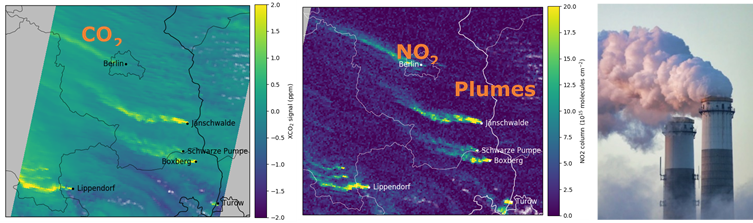 CO2
Berlin
Jänschwalde
Schwarze Pumpe
Boxberg
Lippendorf
Turow
2.0
1.5
1.0
0.5
0.0
−0.5
−1.0
−1.5
−2.0
XCO2 signal (ppm)
NO2
Plumes
Berlin
Jänschwalde
Schwarze Pumpe
Boxberg
Lippendorf
Turow
20.0
17.5
15.0
12.5
10.0
7.5
5.0
2.5
0.0
NO2 column (10¹⁵ molecules cm⁻²)